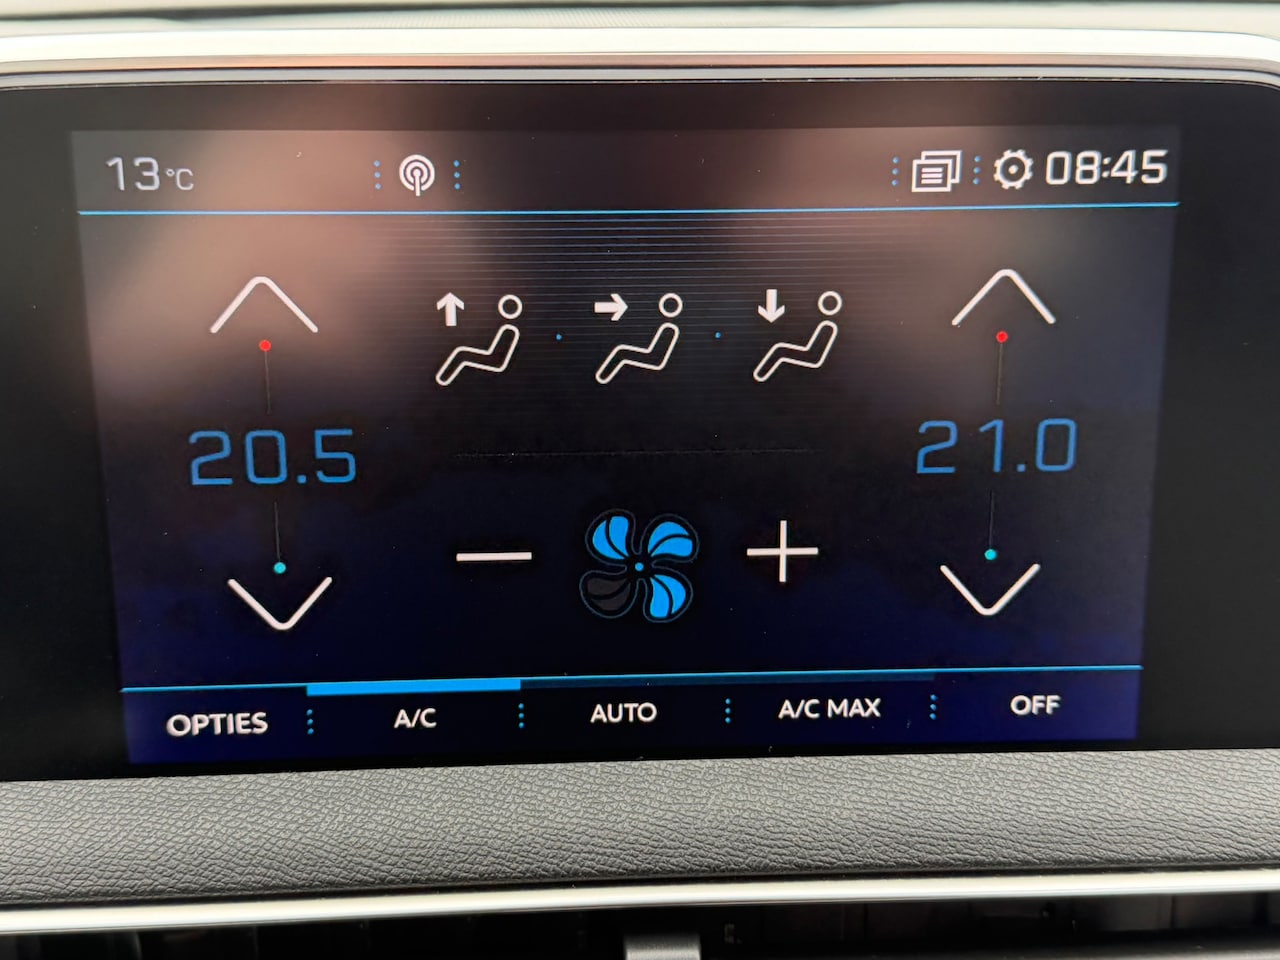 13°C 08:45
20.5 21.0
OPTIES A/C AUTO A/C MAX OFF